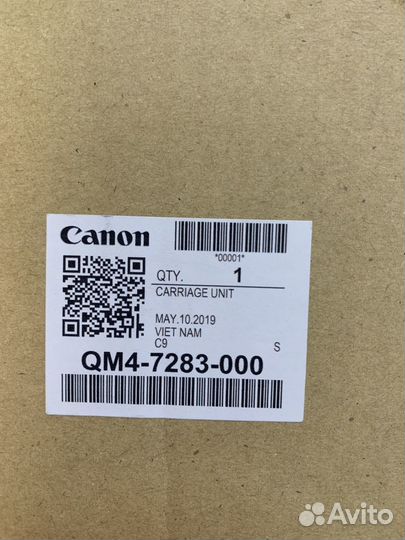 Canon
*00001*
QTY. 1
CARRIAGE UNIT
MAY.10.2019
VIET NAM
C9 S
QM4-7283-000
Avito